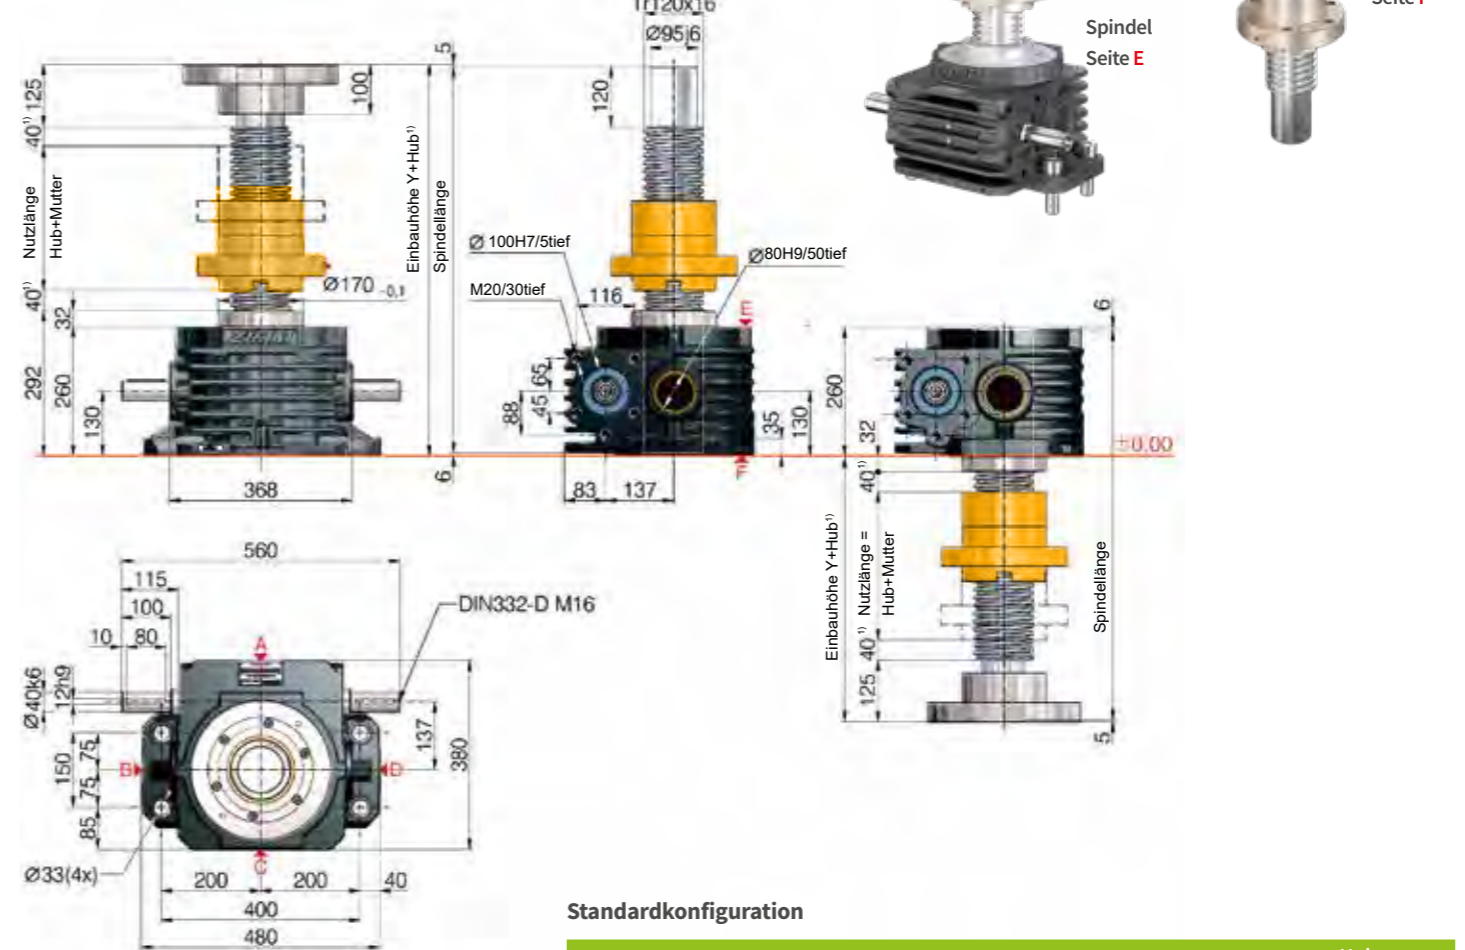 Tr120x16
Ø95j6
5
125
40¹⁾
Nutzlänge
Hub+Mutter
40¹⁾
32
292
260
130
368
100
Ø170 -0,1
Einbauhöhe Y+Hub¹⁾
Spindellänge
6
120
Ø 100H7/5tief
M20/30tief
116
Ø80H9/50tief
E
65
45
88
35
130
F
83
137
Spindel
Seite E
6
260
32
±0.00
40¹⁾
Einbauhöhe Y+Hub¹⁾
Nutzlänge =
Hub+Mutter
40¹⁾
125
Spindellänge
5
560
115
100
10
80
DIN332-D M16
Ø40k6
12h9
A
B
C
D
150
75
75
85
137
380
Ø33(4x)
200
200
40
400
480
Standardkonfiguration